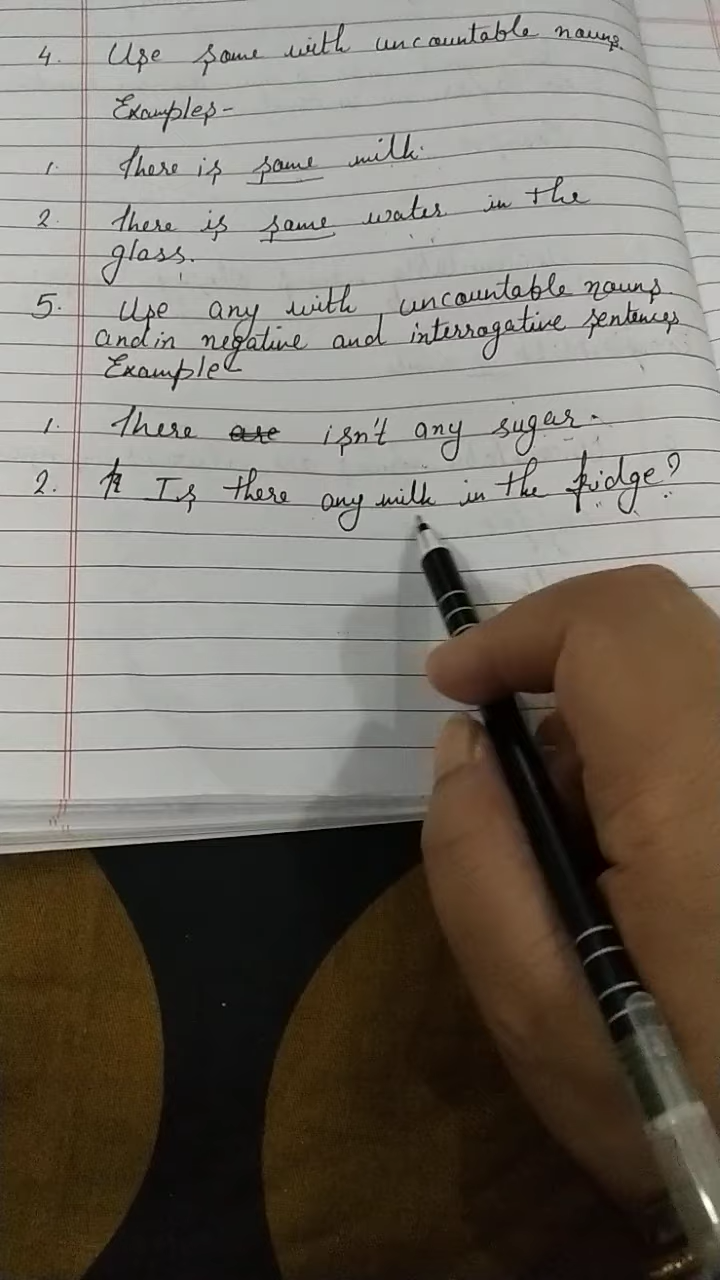 4. Use some with uncountable nouns.
Examples-
1. There is some milk.
2. There is some water in the
glass.
5. Use any with uncountable nouns
and in negative and interrogative sentences
Example
1. There are isn't any sugar.
2. Is there any milk in the fridge?